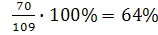 70/109 · 100% = 64%